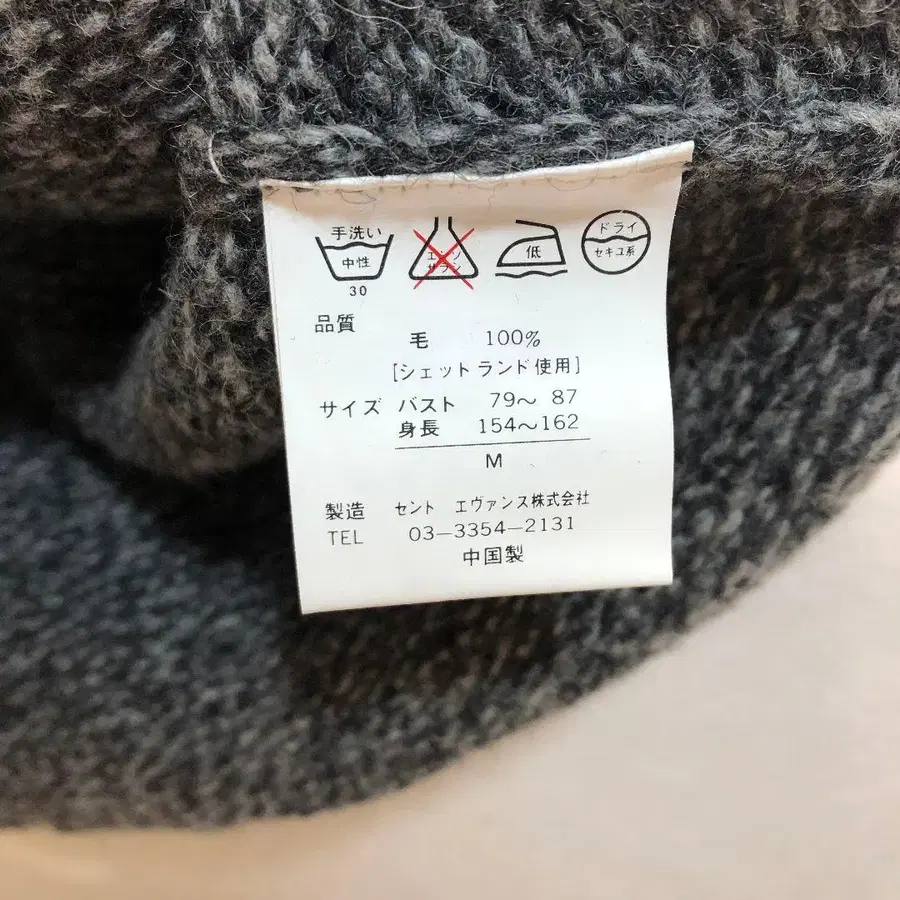 手洗い
中性
30
エンソ
サラシ
低
ドライ
セキユ系
品質
毛 100%
[シェットランド使用]
サイズ バスト 79～ 87
身長 154～162
M
製造 セント エヴァンス株式会社
TEL 03-3354-2131
中国製